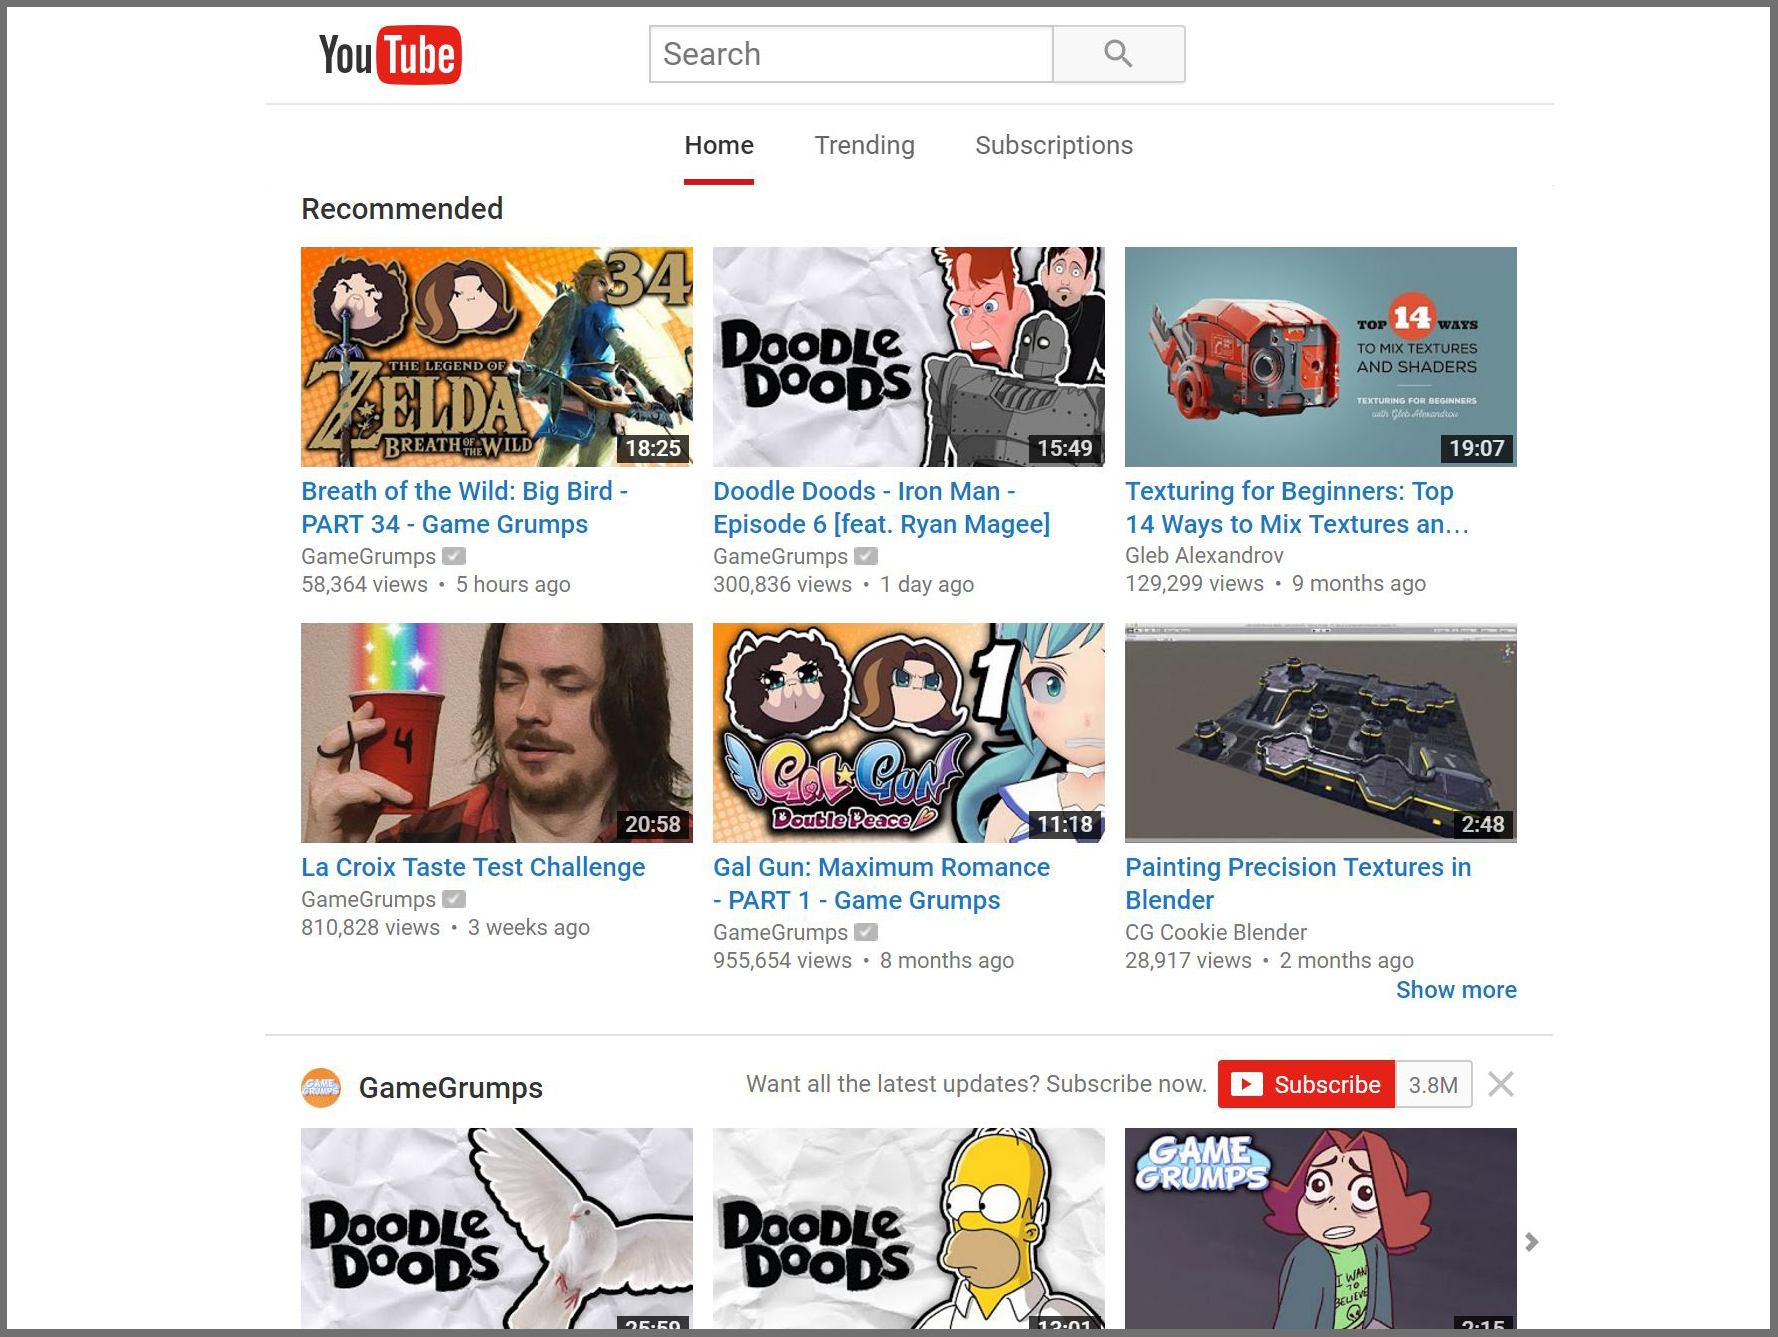 YouTube
Search
Home
Trending
Subscriptions
Recommended
34
THE LEGEND OF
ZELDA
BREATH OF THE WILD
18:25
Breath of the Wild: Big Bird -
PART 34 - Game Grumps
GameGrumps
58,364 views • 5 hours ago
DOODLE
DOODS
15:49
Doodle Doods - Iron Man -
Episode 6 [feat. Ryan Magee]
GameGrumps
300,836 views • 1 day ago
TOP 14 WAYS
TO MIX TEXTURES
AND SHADERS
TEXTURING FOR BEGINNERS
with Gleb Alexandrov
19:07
Texturing for Beginners: Top
14 Ways to Mix Textures an…
Gleb Alexandrov
129,299 views • 9 months ago
4
20:58
La Croix Taste Test Challenge
GameGrumps
810,828 views • 3 weeks ago
1
GAL GUN
Double Peace
11:18
Gal Gun: Maximum Romance
- PART 1 - Game Grumps
GameGrumps
955,654 views • 8 months ago
2:48
Painting Precision Textures in
Blender
CG Cookie Blender
28,917 views • 2 months ago
Show more
GAME GRUMPS
GameGrumps
Want all the latest updates? Subscribe now.
Subscribe
3.8M
DOODLE
DOODS
25:59
DOODLE
DOODS
13:01
GAME
GRUMPS
I WANT
TO
BELIEVE
2:15